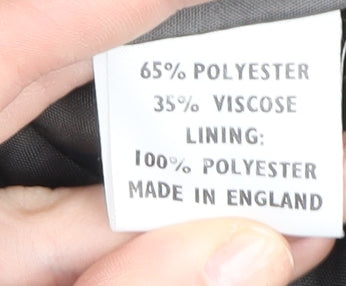 65% POLYESTER
35% VISCOSE
LINING:
100% POLYESTER
MADE IN ENGLAND